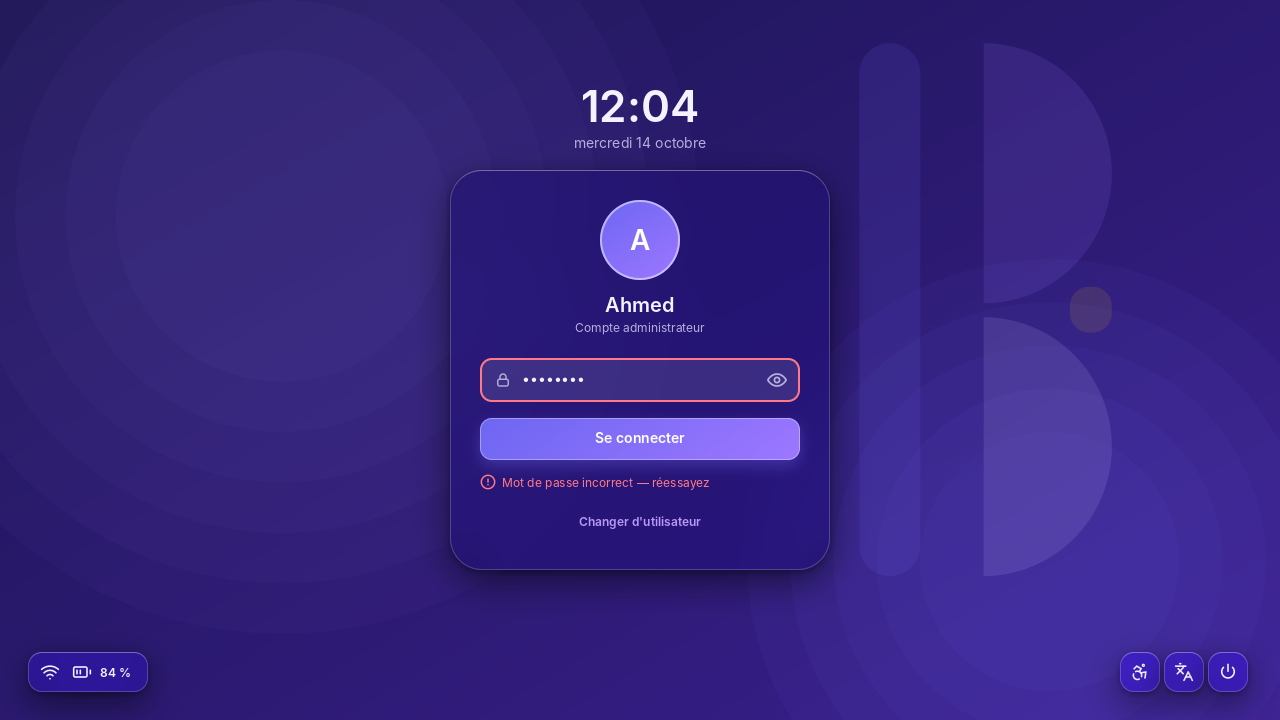 12:04
mercredi 14 octobre
A
Ahmed
Compte administrateur
••••••••
Se connecter
Mot de passe incorrect — réessayez
Changer d'utilisateur
84 %